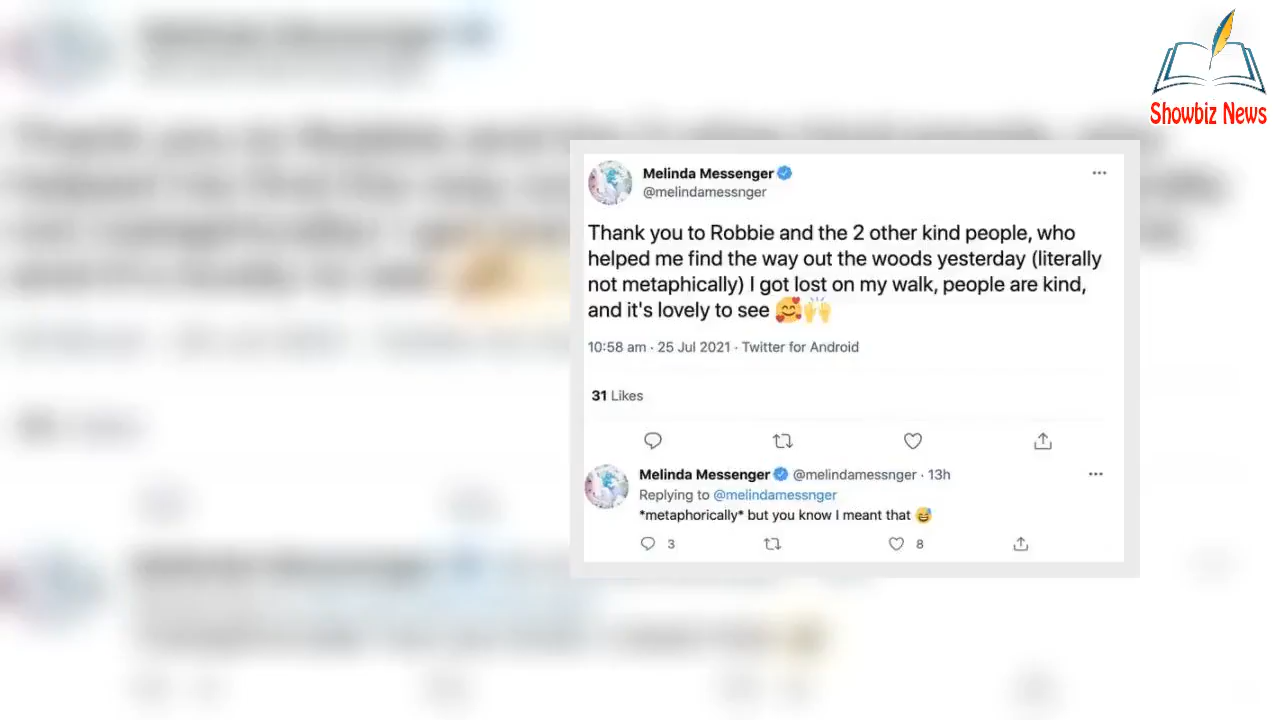 Showbiz News
Melinda Messenger
@melindamessnger
Thank you to Robbie and the 2 other kind people, who
helped me find the way out the woods yesterday (literally
not metaphically) I got lost on my walk, people are kind,
and it's lovely to see 🥰🙌
10:58 am · 25 Jul 2021 · Twitter for Android
31 Likes
Melinda Messenger @melindamessnger · 13h
Replying to @melindamessnger
*metaphorically* but you know I meant that 😅
3 8